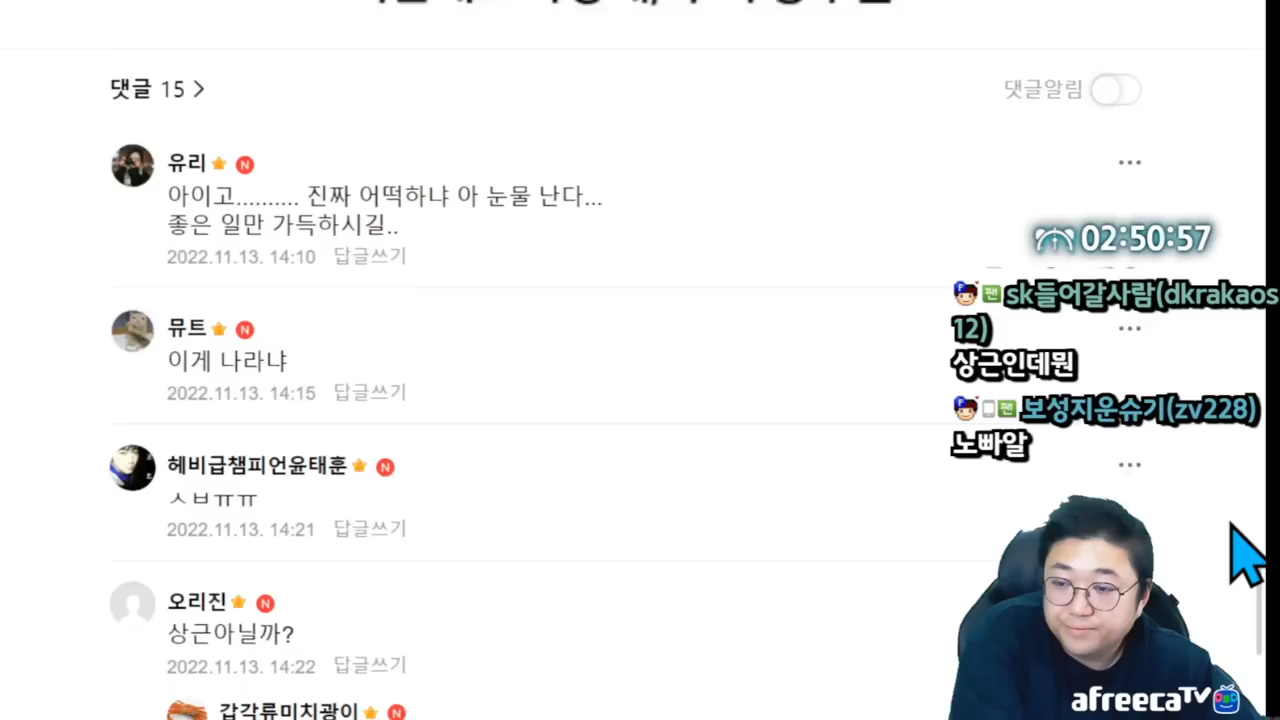 댓글 15
댓글알림
유리
N
아이고.......... 진짜 어떡하냐 아 눈물 난다...
좋은 일만 가득하시길..
2022.11.13. 14:10 답글쓰기
02:50:57
뮤트
N
이게 나라냐
2022.11.13. 14:15 답글쓰기
F 팬! sk들어갈사람(dkrakaos
12)
상근인데뭔
F 팬! 보성지운슈기(zv228)
노빠알
헤비급챔피언윤태훈
N
ㅅㅂㅠㅠ
2022.11.13. 14:21 답글쓰기
오리진
N
상근아닐까?
2022.11.13. 14:22 답글쓰기
갑각류미치광이
N
afreecaTV